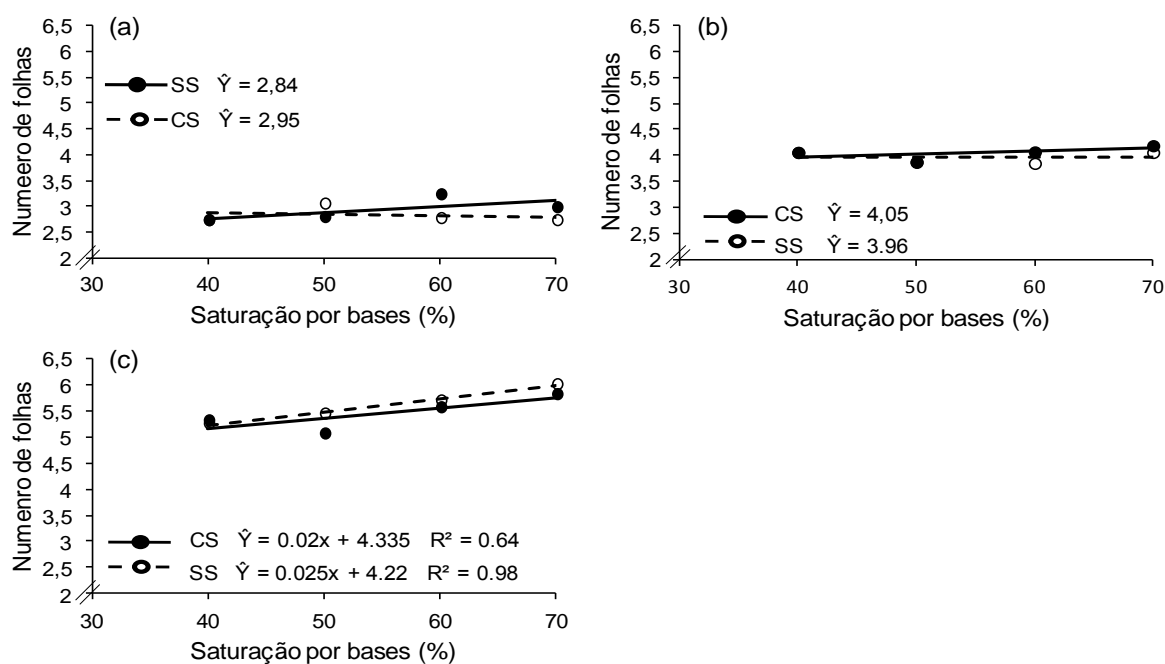 (a)
Numeero de folhas
6,5
6
5,5
5
4,5
4
3,5
3
2,5
2
SS Ŷ = 2,84
CS Ŷ = 2,95
30 40 50 60 70
Saturação por bases (%)
(b)
Numero de folhas
6,5
6
5,5
5
4,5
4
3,5
3
2,5
2
CS Ŷ = 4,05
SS Ŷ = 3.96
30 40 50 60 70
Saturação por bases (%)
(c)
Numenro de folhas
6,5
6
5,5
5
4,5
4
3,5
3
2,5
2
CS Ŷ = 0.02x + 4.335 R² = 0.64
SS Ŷ = 0.025x + 4.22 R² = 0.98
30 40 50 60 70
Saturação por bases (%)